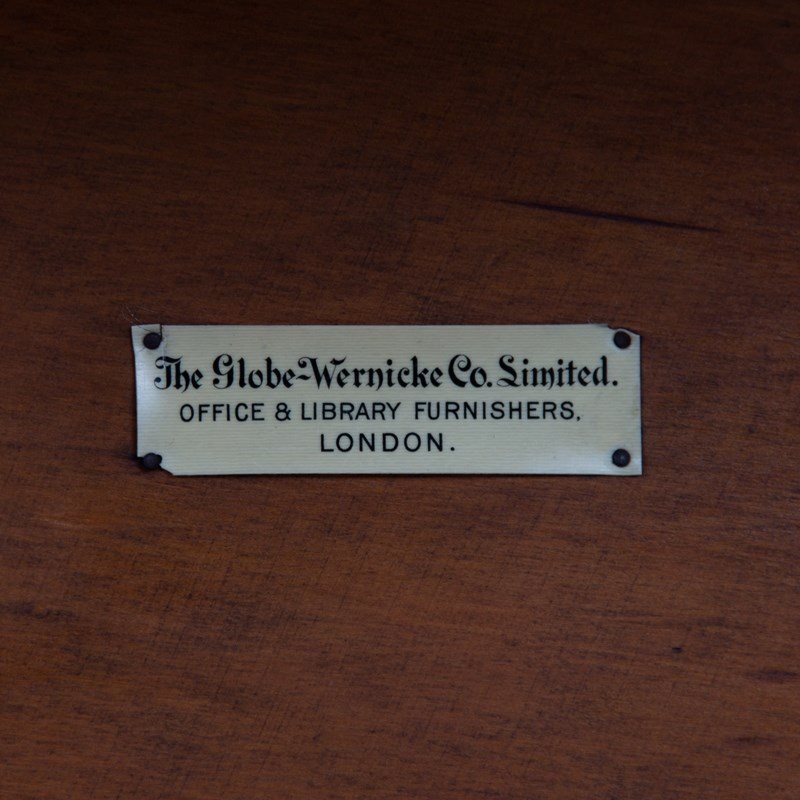 The Globe-Wernicke Co. Limited.
OFFICE & LIBRARY FURNISHERS,
LONDON.